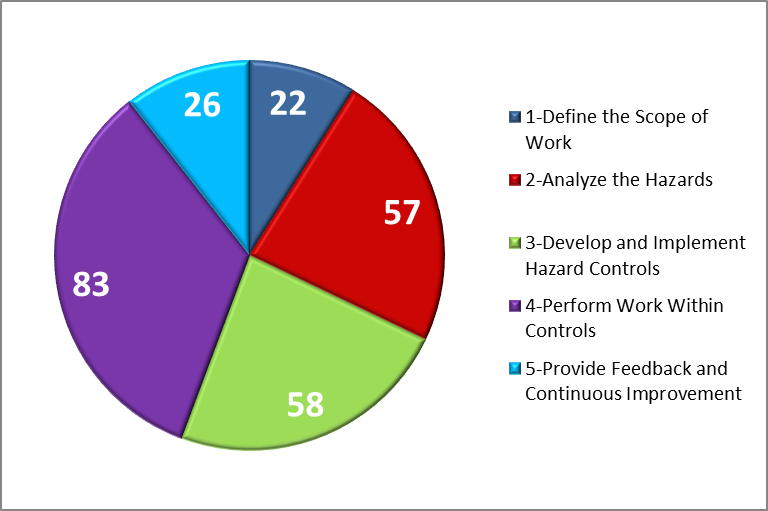 26
22
57
83
58
1-Define the Scope of
Work
2-Analyze the Hazards
3-Develop and Implement
Hazard Controls
4-Perform Work Within
Controls
5-Provide Feedback and
Continuous Improvement